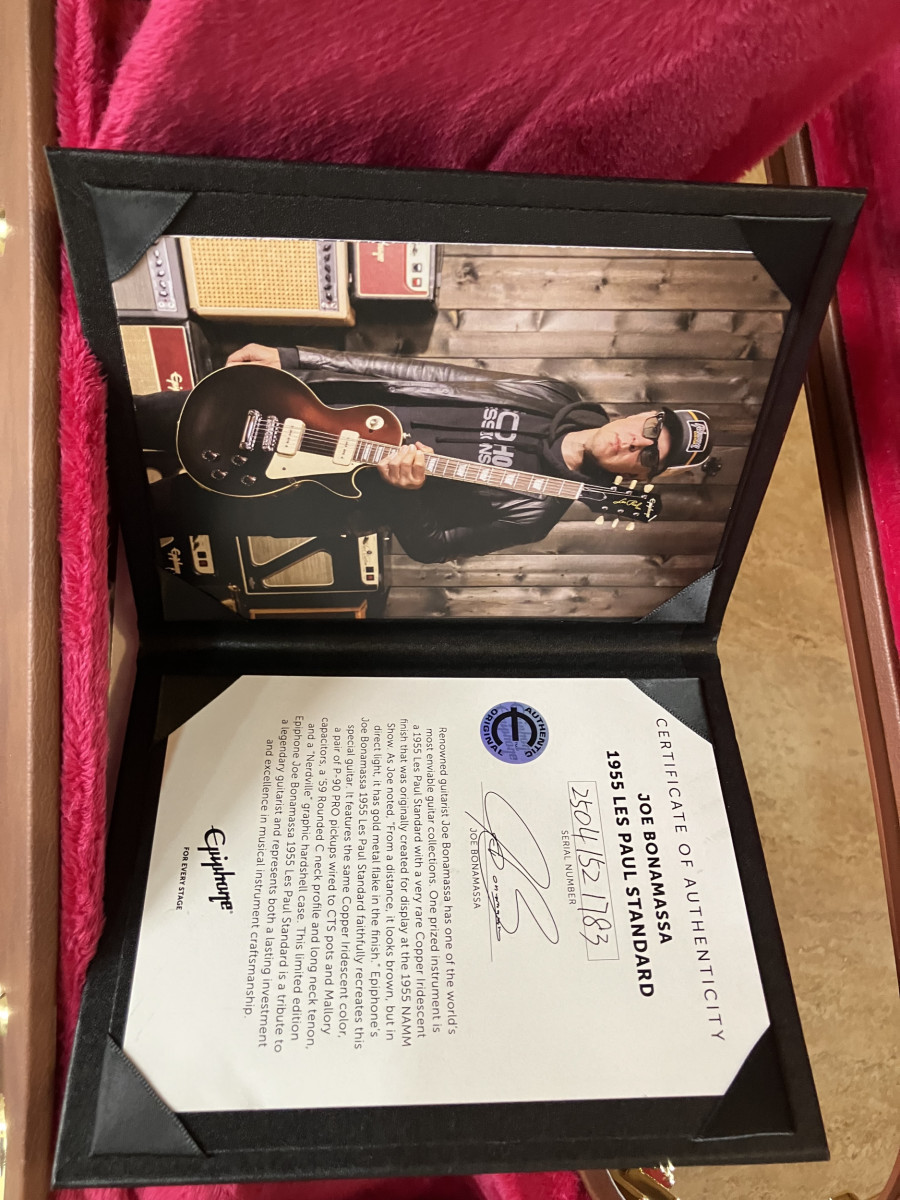 CERTIFICATE OF AUTHENTICITY
JOE BONAMASSA
1955 LES PAUL STANDARD
25041521783
SERIAL NUMBER
JOE BONAMASSA
AUTHENTIC
ORIGINAL
Renowned guitarist Joe Bonamassa has one of the world's
most enviable guitar collections. One prized instrument is
a 1955 Les Paul Standard with a very rare Copper Iridescent
finish that was originally created for display at the 1955 NAMM
Show. As Joe noted, "From a distance, it looks brown, but in
direct light, it has gold metal flake in the finish." Epiphone's
Joe Bonamassa 1955 Les Paul Standard faithfully recreates this
special guitar. It features the same Copper Iridescent color,
a pair of P-90 PRO pickups wired to CTS pots and Mallory
capacitors, a '59 Rounded C neck profile and long neck tenon,
and a "Nerdville" graphic hardshell case. This limited edition
Epiphone Joe Bonamassa 1955 Les Paul Standard is a tribute to
a legendary guitarist and represents both a lasting investment
and excellence in musical instrument craftsmanship.
Epiphone
FOR EVERY STAGE
Epiphone
Les Paul
Epiphone
Epiphone